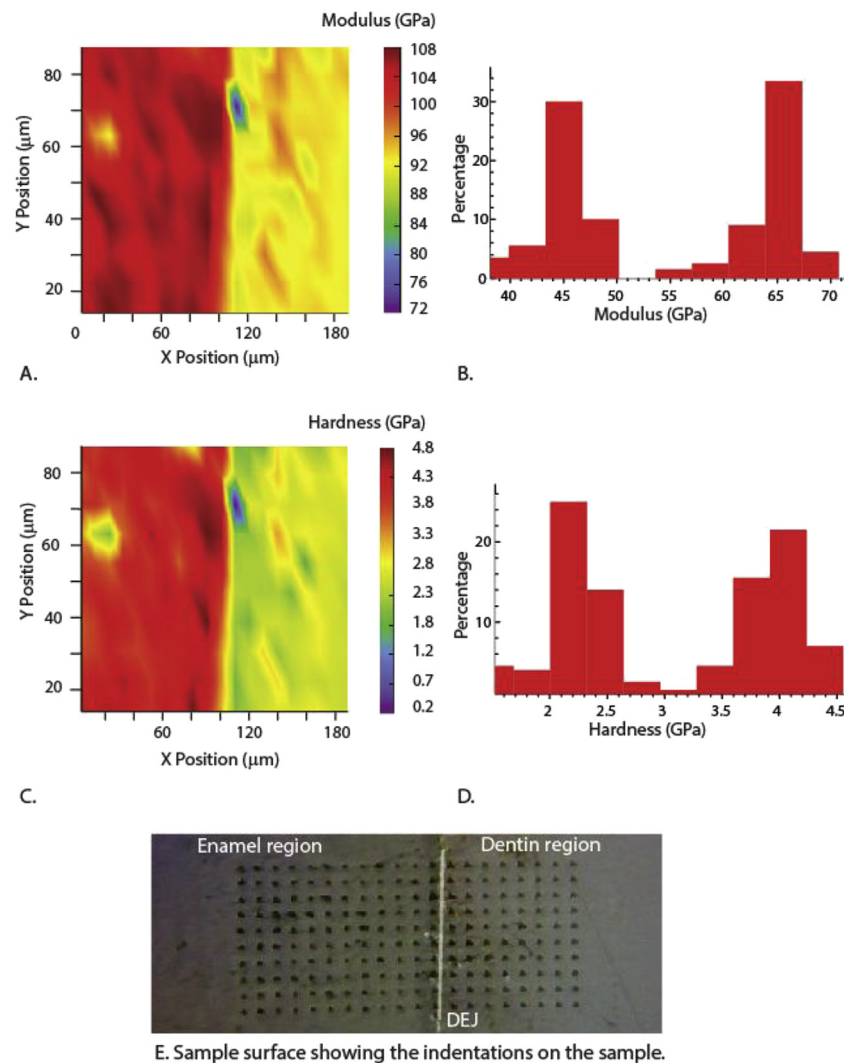 Modulus (GPa)
Y Position (μm)
80
60
40
20
0 60 120 180
X Position (μm)
108
104
100
96
92
88
84
80
76
72
A.
Percentage
30
20
10
0
40 45 50 55 60 65 70
Modulus (GPa)
B.
Hardness (GPa)
Y Position (μm)
80
60
40
20
60 120 180
X Position (μm)
4.8
4.3
3.8
3.3
2.8
2.3
1.8
1.2
0.7
0.2
C.
Percentage
20
10
2 2.5 3 3.5 4 4.5
Hardness (GPa)
D.
Enamel region
Dentin region
DEJ
E. Sample surface showing the indentations on the sample.